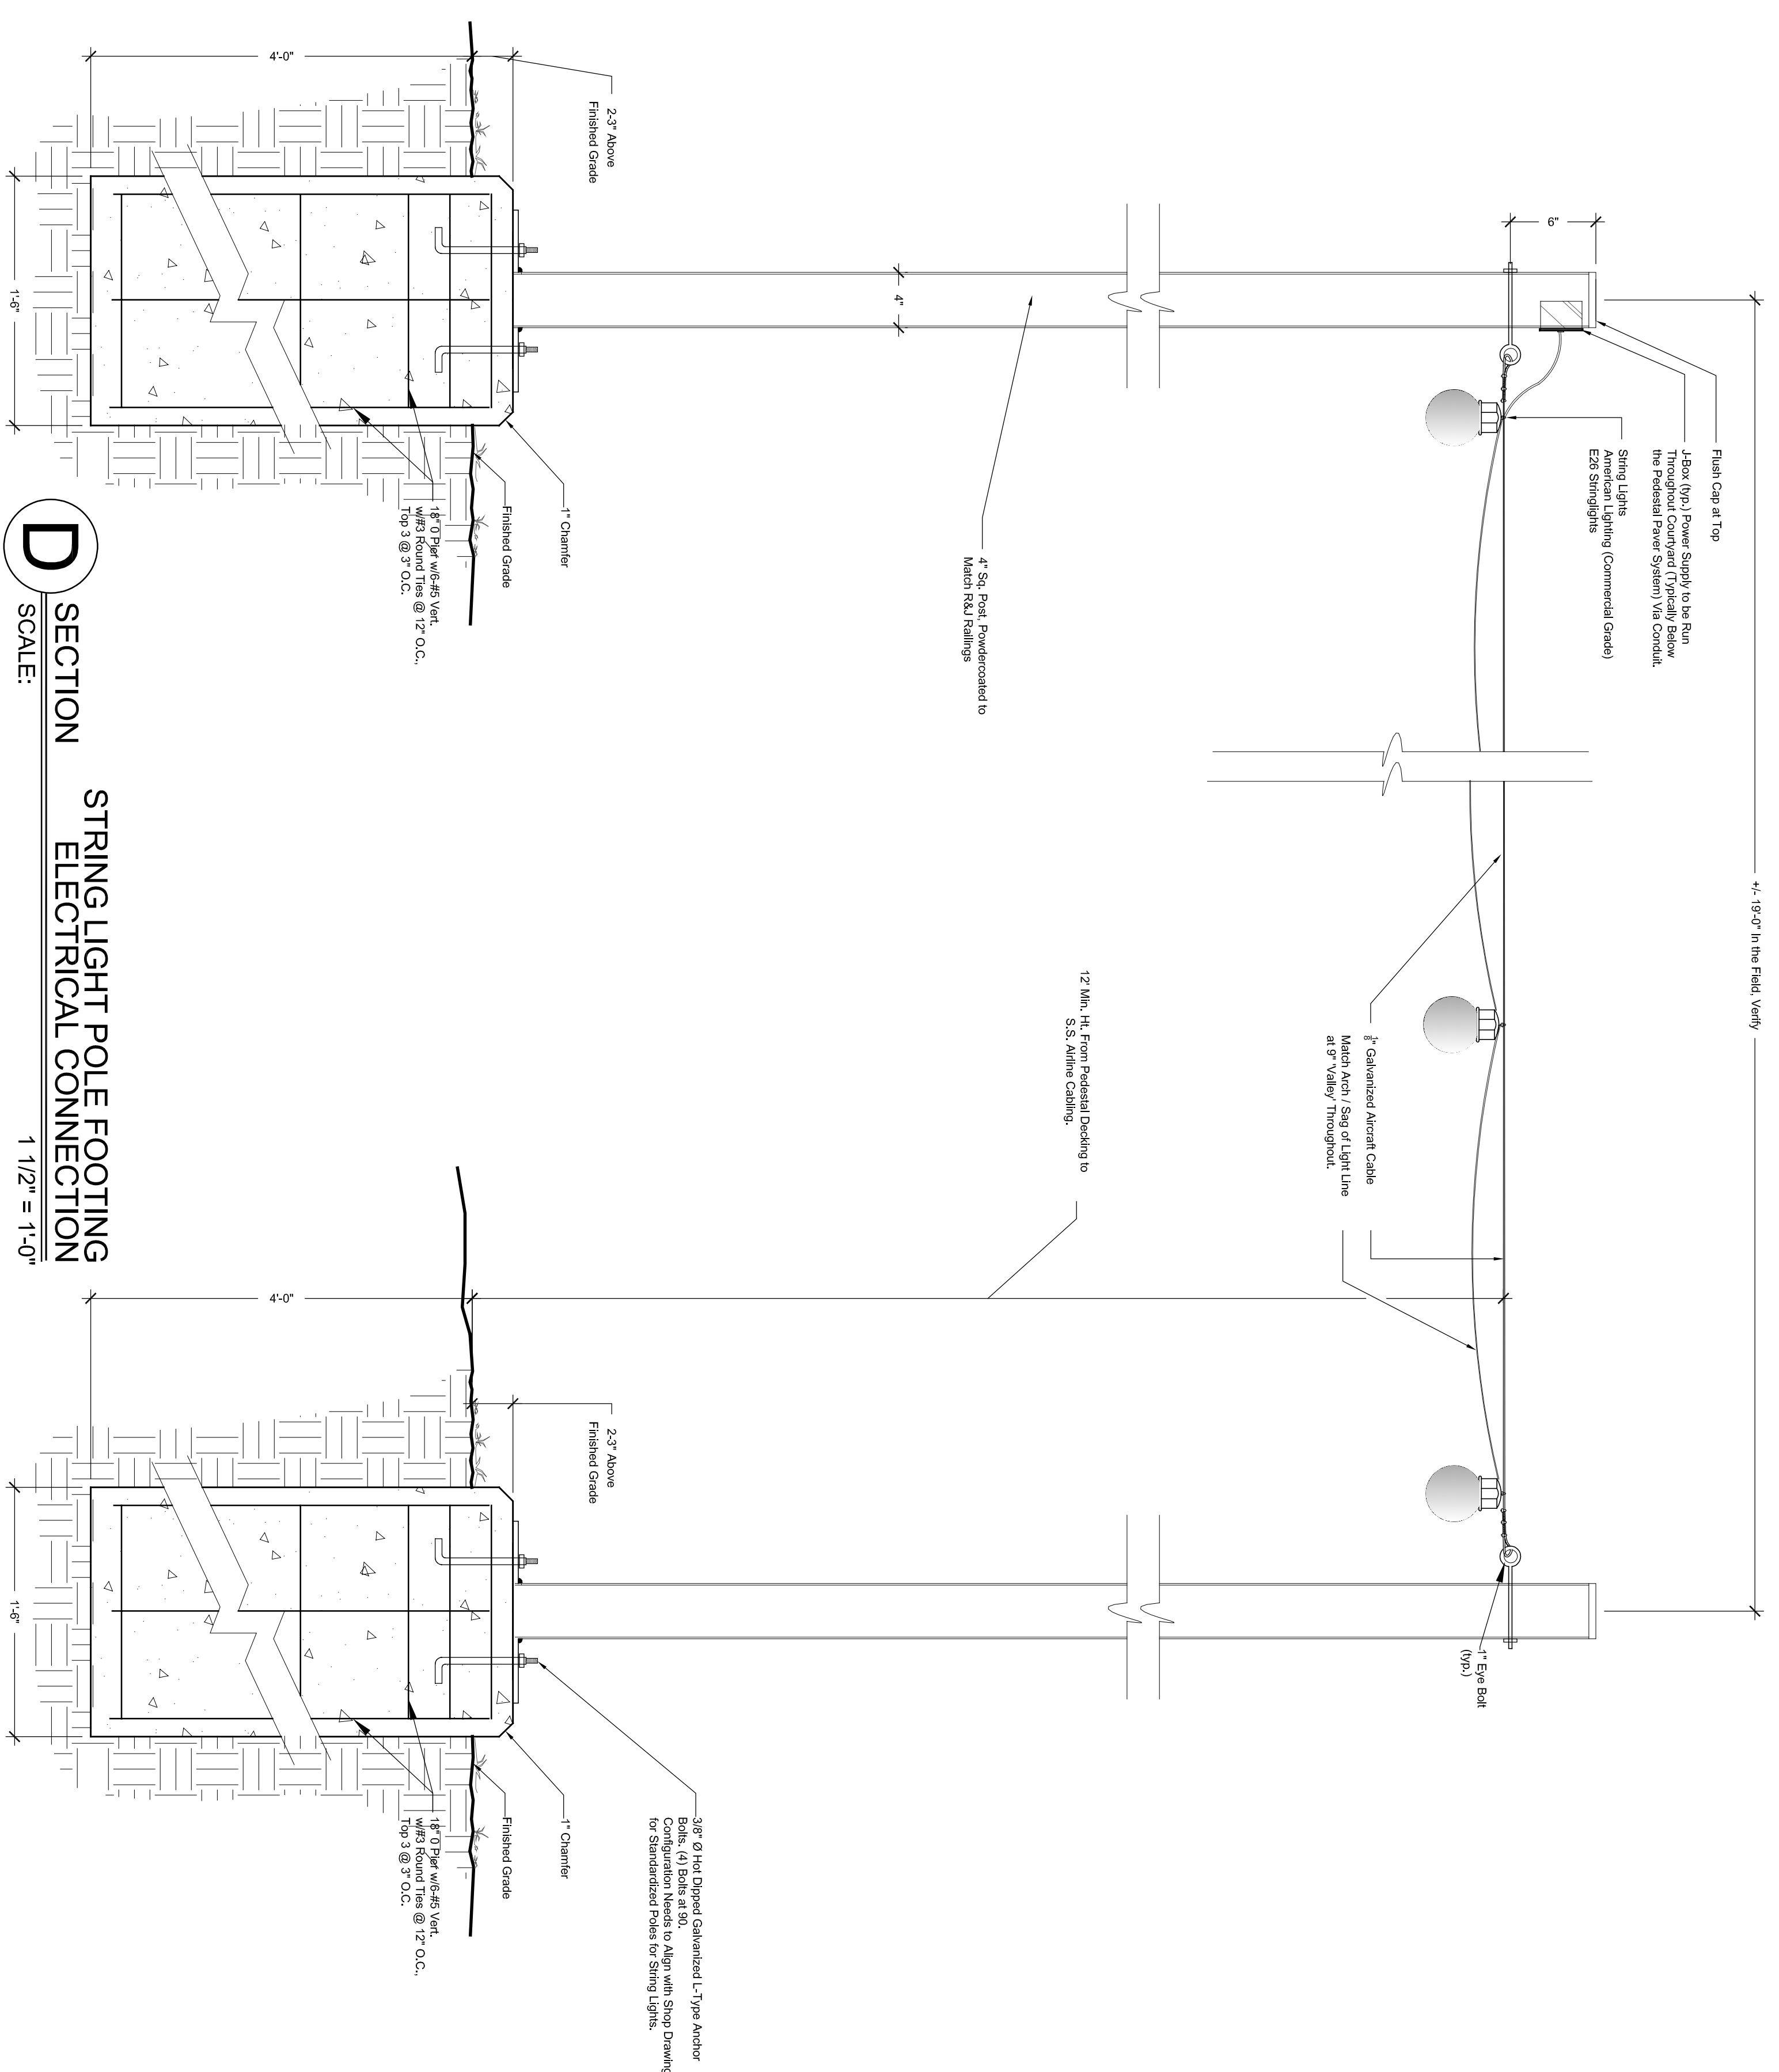 +/- 19'-0" In the Field, Verify
Flush Cap at Top
J-Box (typ.) Power Supply to be Run
Throughout Courtyard (Typically Below
the Pedestal Paver System) Via Conduit.
String Lights
American Lighting (Commercial Grade)
E26 Stringlights
6"
1" Eye Bolt
(typ.)
1/8" Galvanized Aircraft Cable
Match Arch / Sag of Light Line
at 9" 'Valley' Throughout.
12' Min. Ht. From Pedestal Decking to
S.S. Airline Cabling.
4" Sq. Post, Powdercoated to
Match R&J Railings
4"
3/8" Ø Hot Dipped Galvanized L-Type Anchor
Bolts. (4) Bolts at 90.
Configuration Needs to Align with Shop Drawing
for Standardized Poles for String Lights.
2-3" Above
Finished Grade
1" Chamfer
Finished Grade
18" 0 Pier w/6-#5 Vert.
w/#3 Round Ties @ 12" O.C.,
Top 3 @ 3" O.C.
4'-0"
1'-6"
2-3" Above
Finished Grade
1" Chamfer
Finished Grade
18" 0 Pier w/6-#5 Vert.
w/#3 Round Ties @ 12" O.C.,
Top 3 @ 3" O.C.
4'-0"
1'-6"
D
STRING LIGHT POLE FOOTING
SECTION ELECTRICAL CONNECTION
SCALE: 1 1/2" = 1'-0"